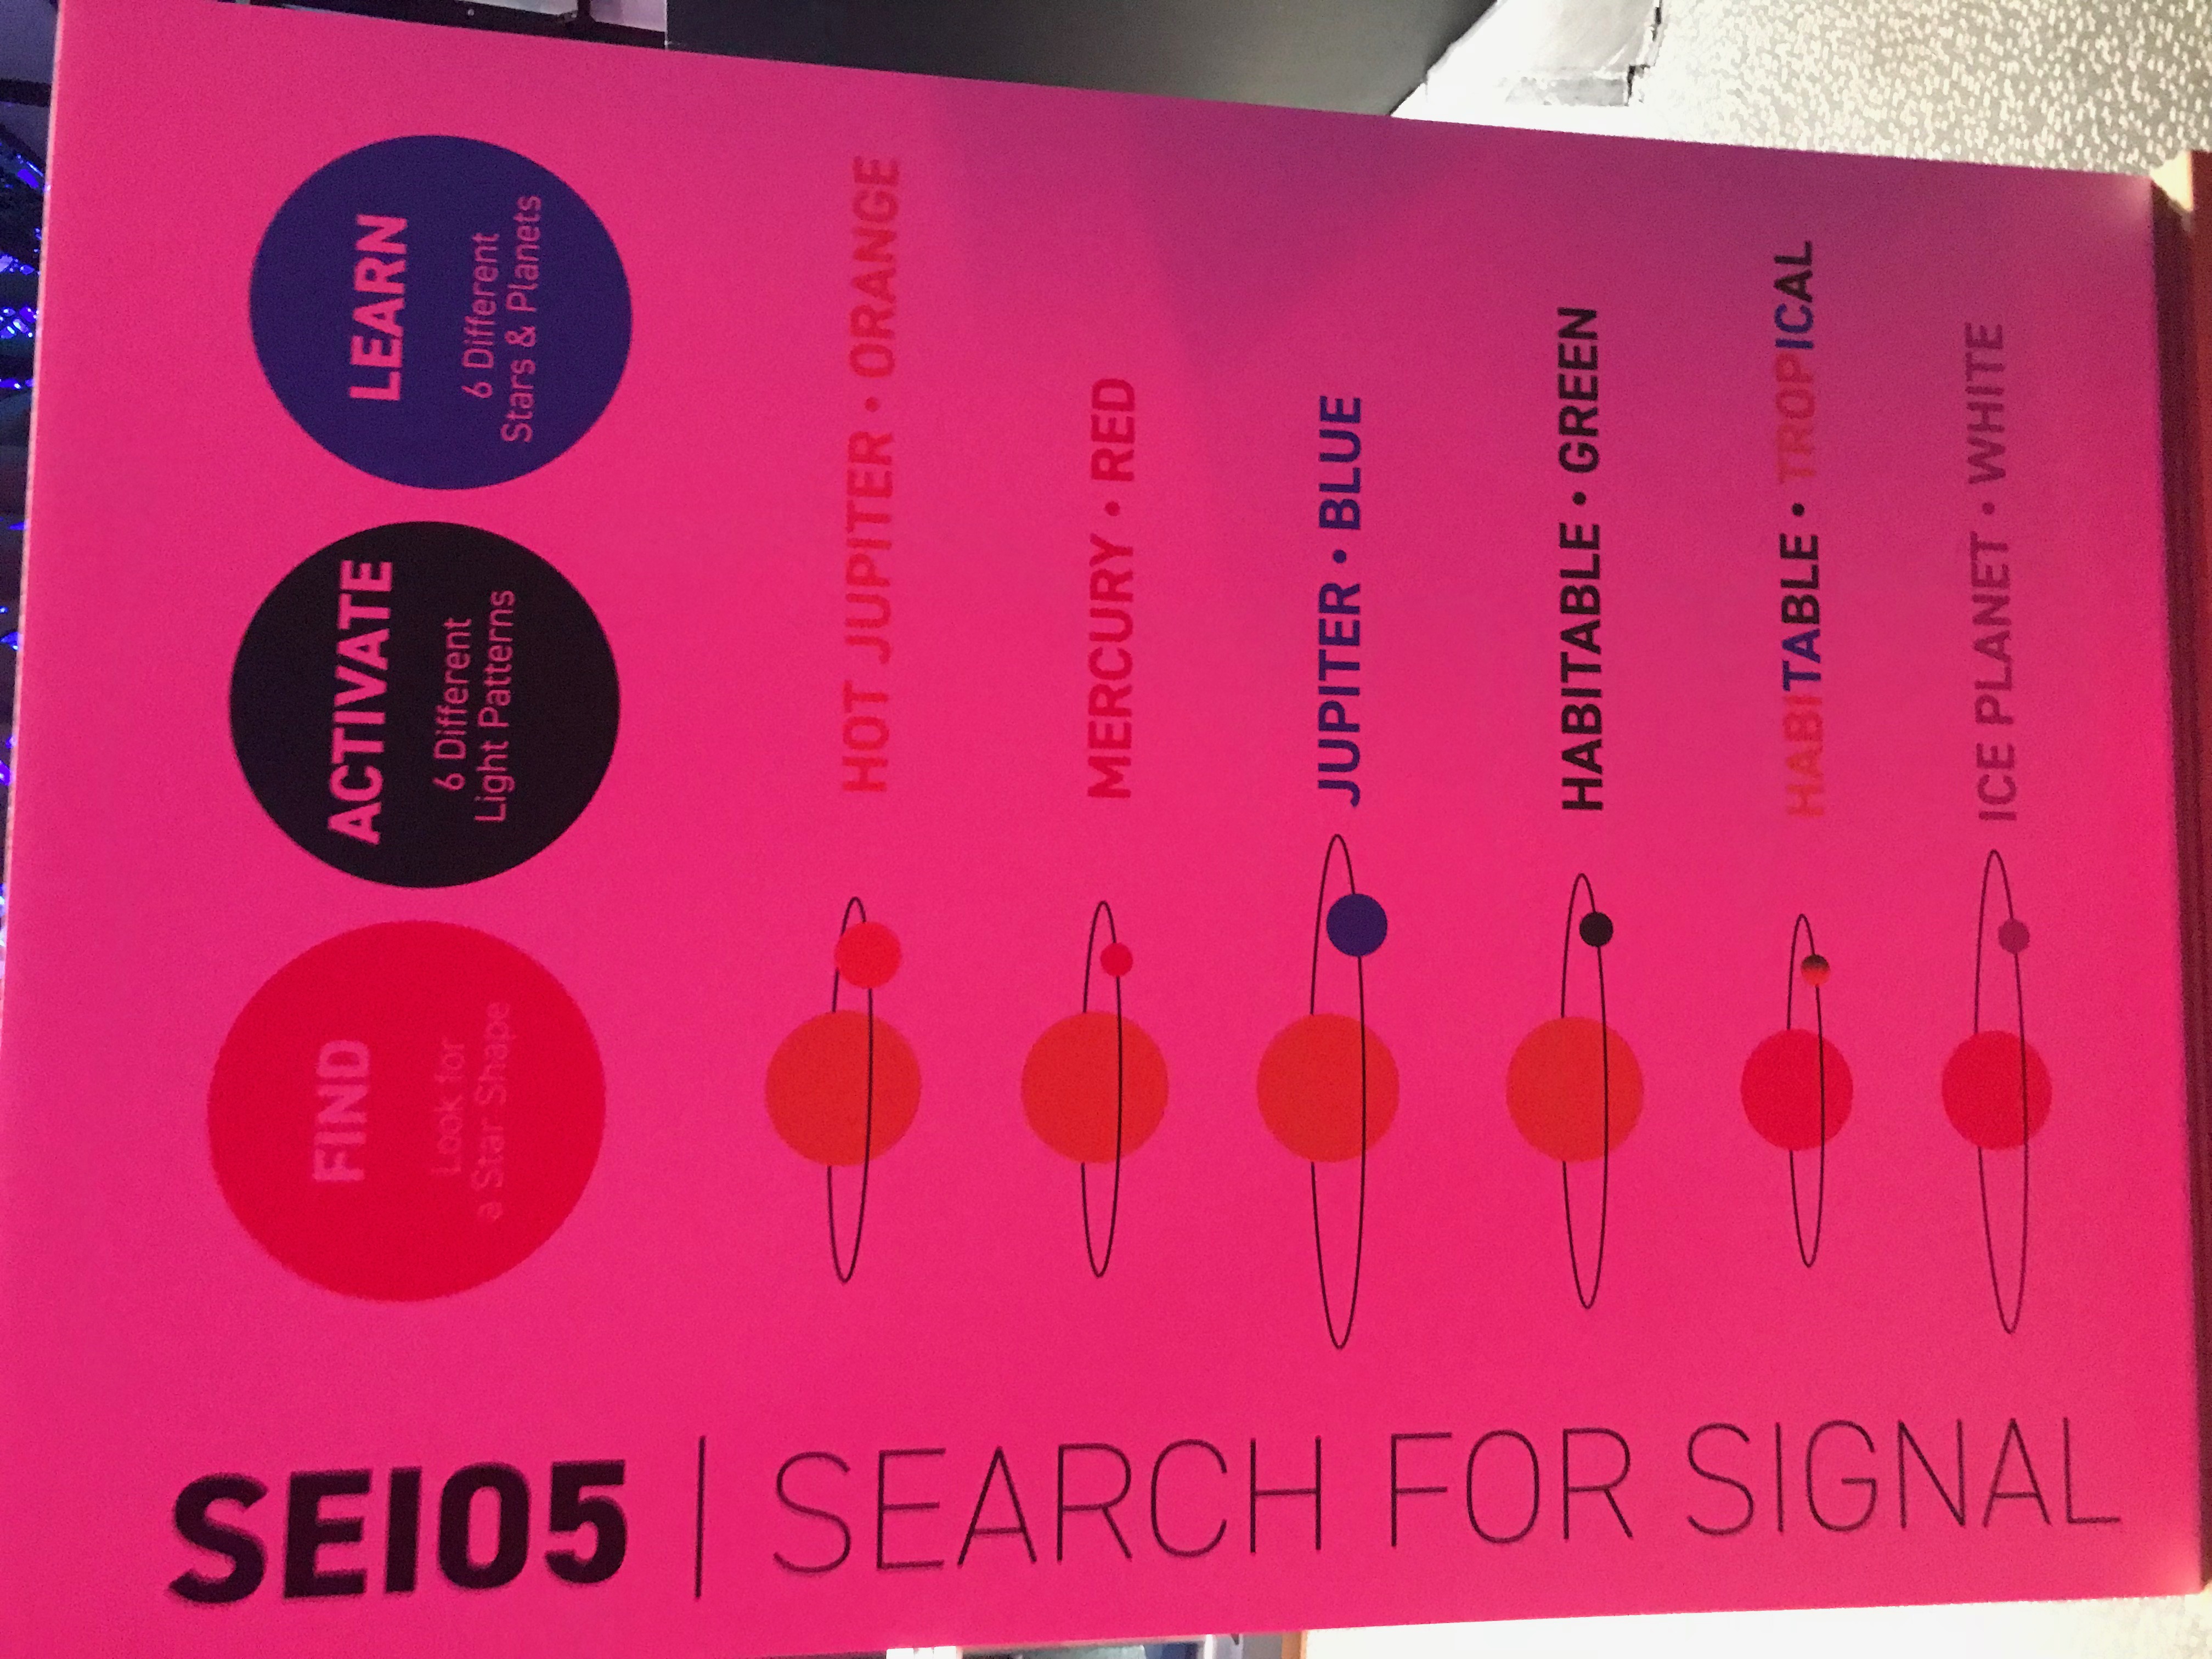 SEI05 | SEARCH FOR SIGNAL
FIND
Look for
a Star Shape
ACTIVATE
6 Different
Light Patterns
LEARN
6 Different
Stars & Planets
HOT JUPITER • ORANGE
MERCURY • RED
JUPITER • BLUE
HABITABLE • GREEN
HABITABLE • TROPICAL
ICE PLANET • WHITE